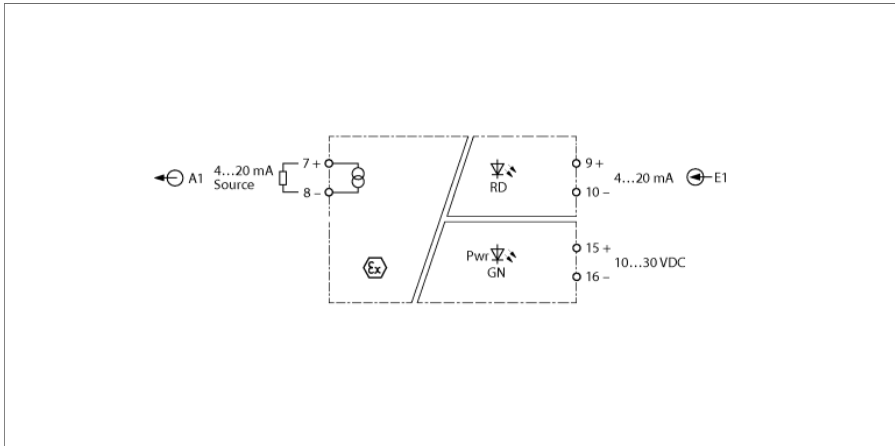 A1
4...20 mA
Source
7 +
8 –
RD
9 +
10 –
4...20 mA
E1
Ex
Pwr
GN
15 +
16 –
10...30 VDC